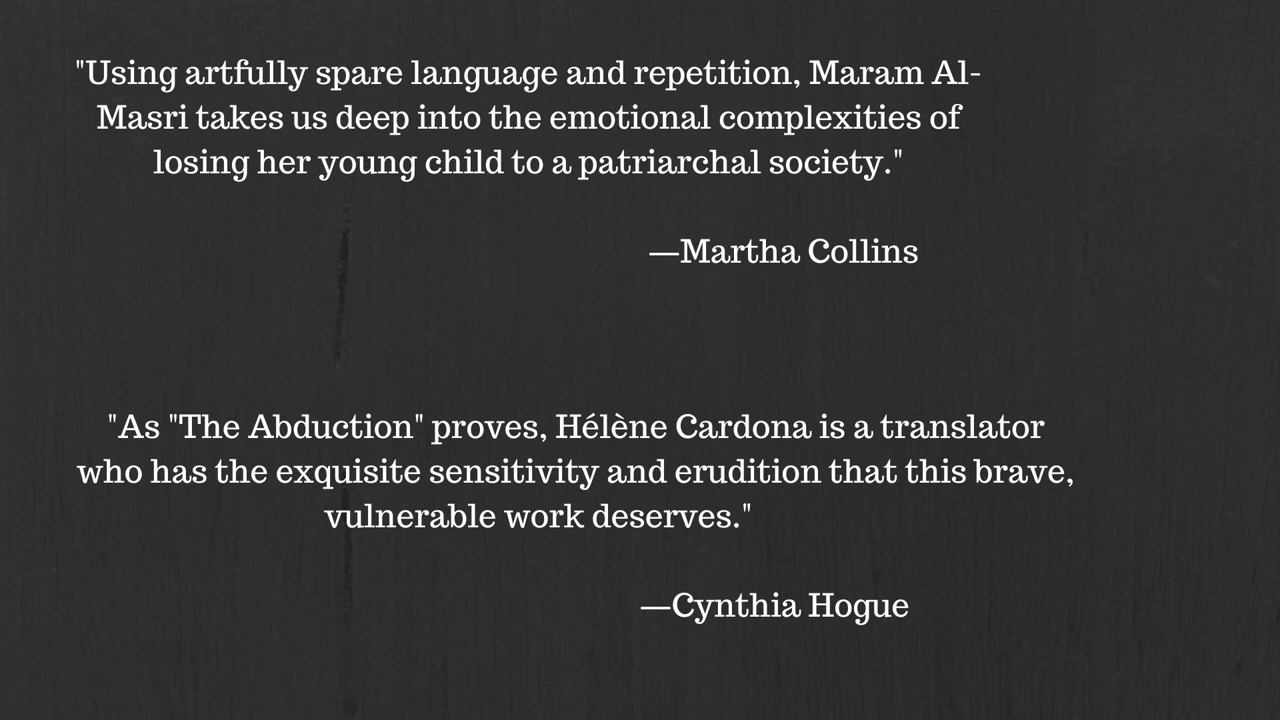 "Using artfully spare language and repetition, Maram Al-
Masri takes us deep into the emotional complexities of
losing her young child to a patriarchal society."
—Martha Collins
"As "The Abduction" proves, Hélène Cardona is a translator
who has the exquisite sensitivity and erudition that this brave,
vulnerable work deserves."
—Cynthia Hogue